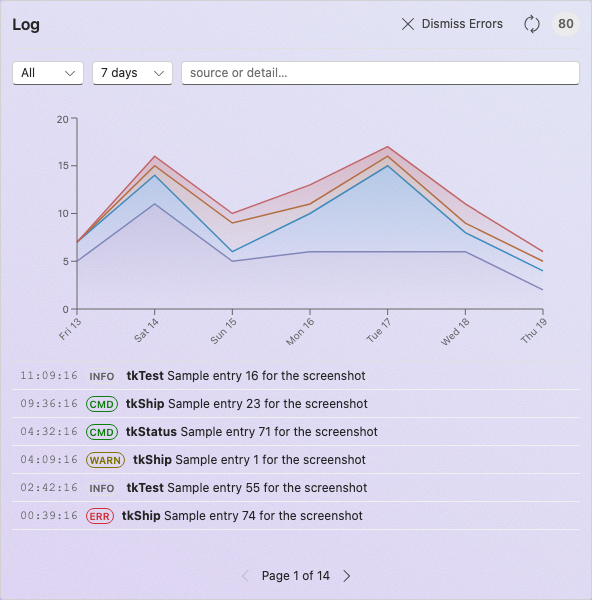 Log
Dismiss Errors
80
All
7 days
source or detail...
20
15
10
5
0
Fri 13
Sat 14
Sun 15
Mon 16
Tue 17
Wed 18
Thu 19
11:09:16 INFO tkTest Sample entry 16 for the screenshot
09:36:16 CMD tkShip Sample entry 23 for the screenshot
04:32:16 CMD tkStatus Sample entry 71 for the screenshot
04:09:16 WARN tkShip Sample entry 1 for the screenshot
02:42:16 INFO tkTest Sample entry 55 for the screenshot
00:39:16 ERR tkShip Sample entry 74 for the screenshot
Page 1 of 14